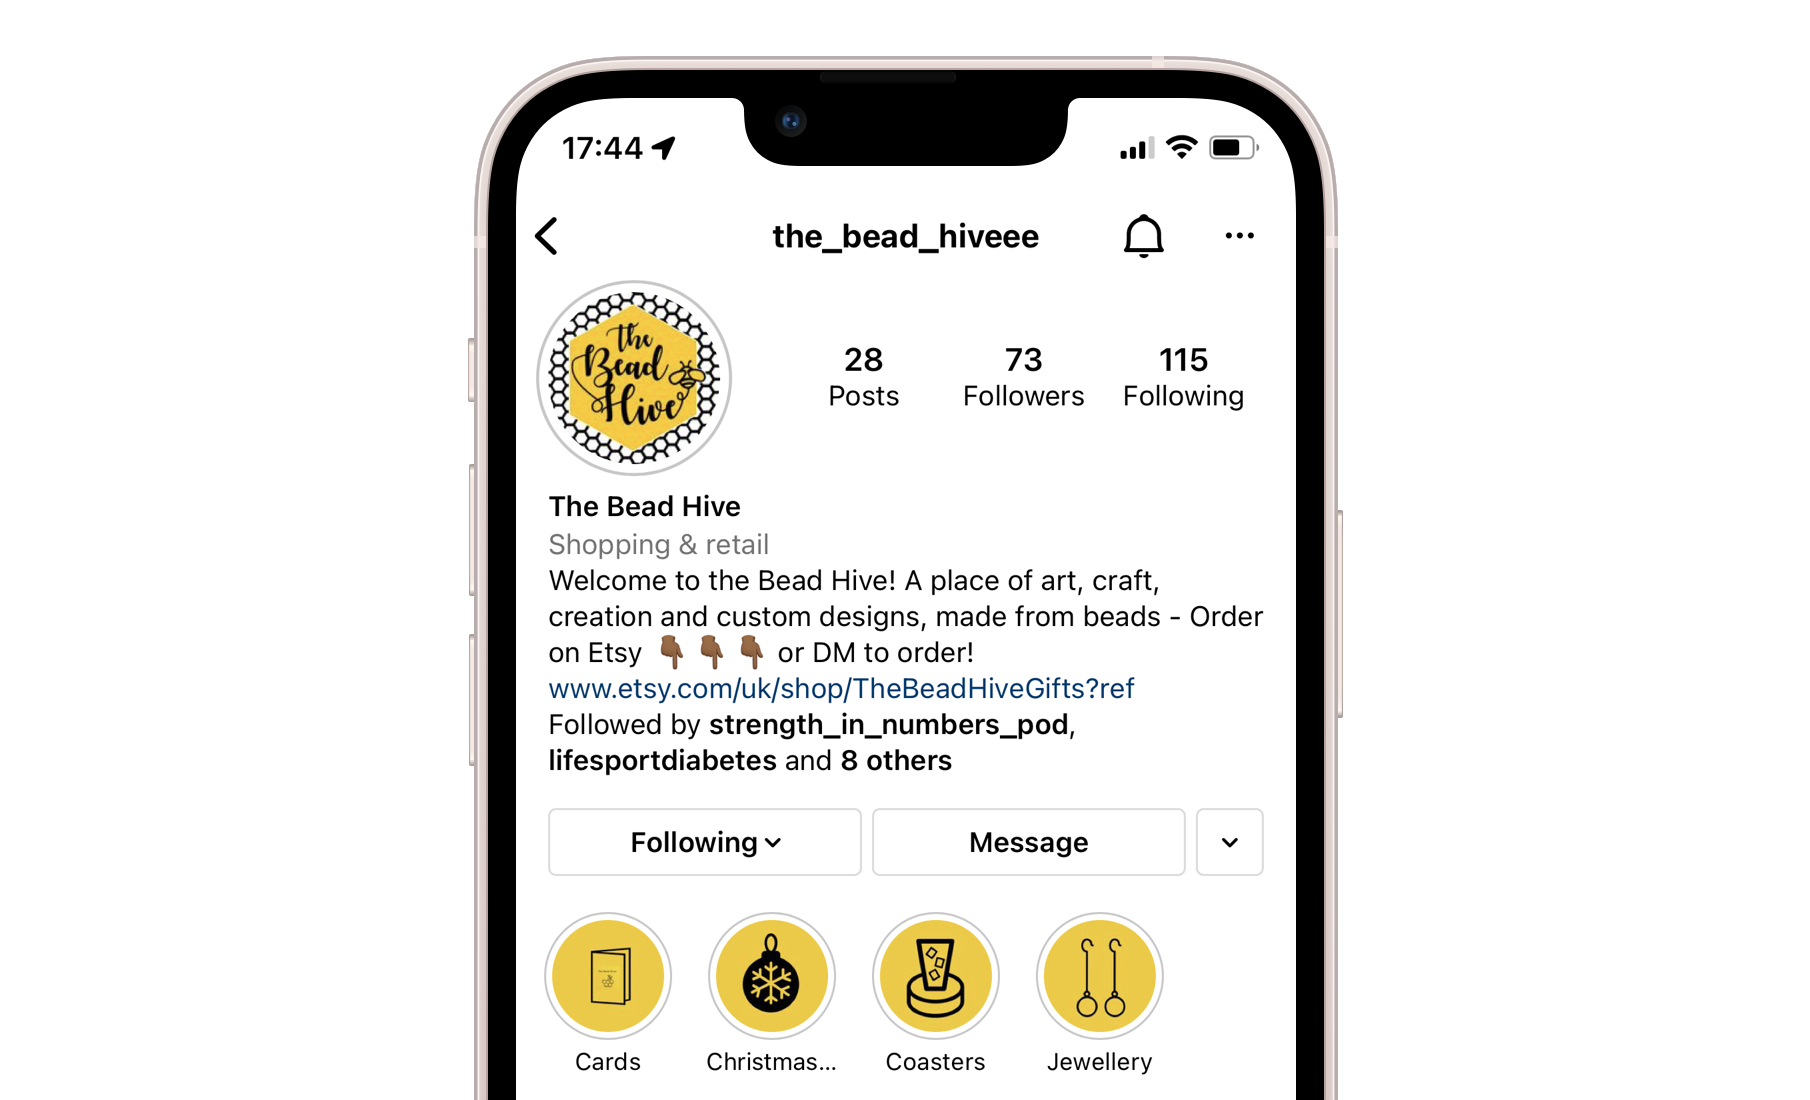 17:44
the_bead_hiveee
The
Bead
Hive
28
Posts
73
Followers
115
Following
The Bead Hive
Shopping & retail
Welcome to the Bead Hive! A place of art, craft,
creation and custom designs, made from beads - Order
on Etsy 👇🏾👇🏾👇🏾 or DM to order!
www.etsy.com/uk/shop/TheBeadHiveGifts?ref
Followed by strength_in_numbers_pod,
lifesportdiabetes and 8 others
Following
Message
Cards
Christmas...
Coasters
Jewellery